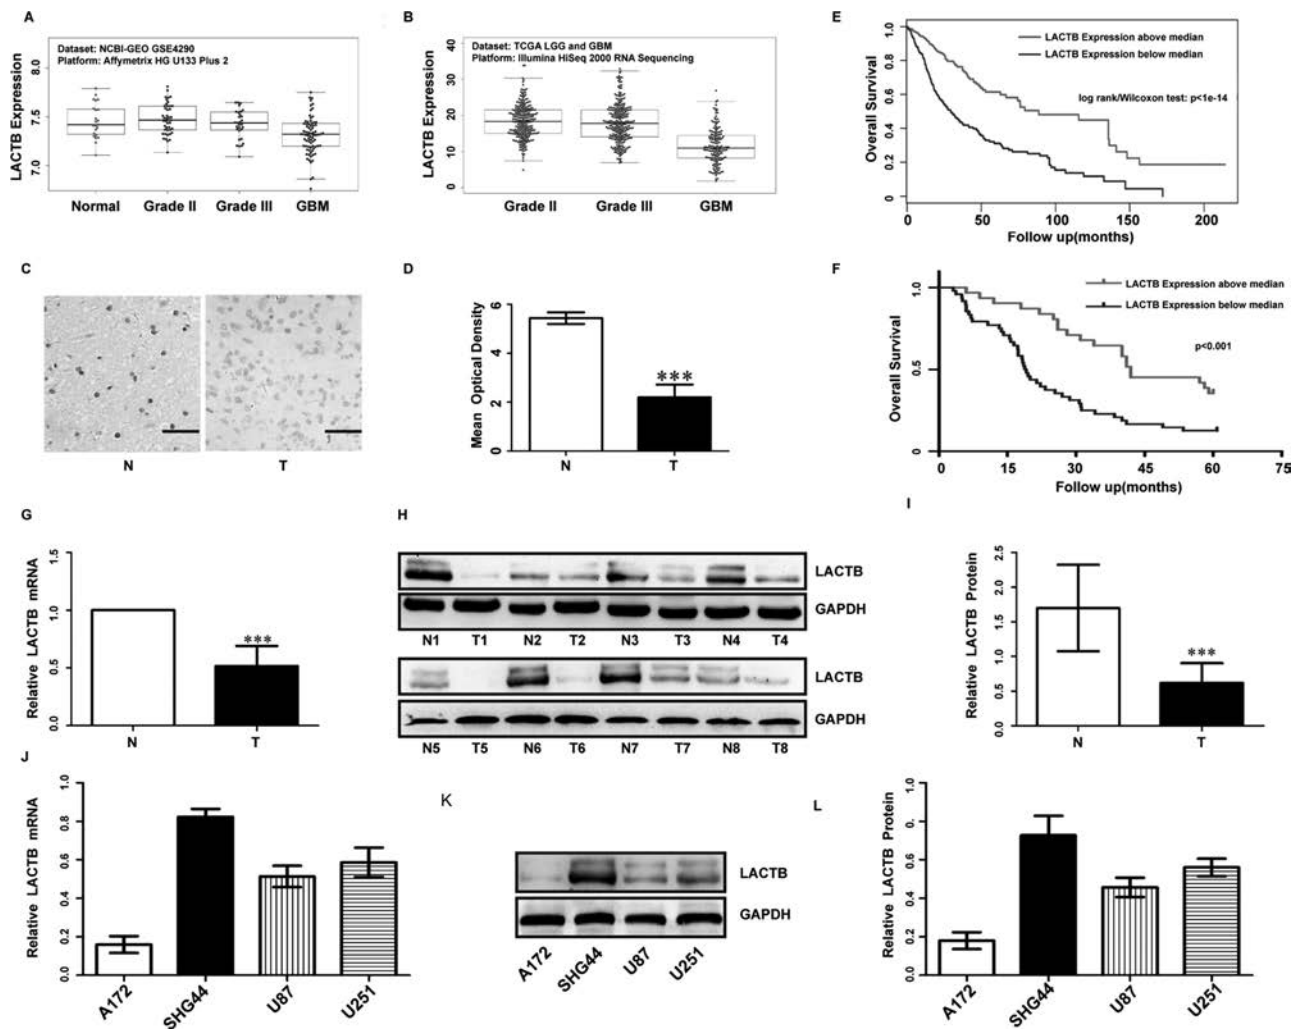 A
Dataset: NCBI-GEO GSE4290
Platform: Affymetrix HG U133 Plus 2
LACTB Expression
8.0
7.5
7.0
Normal Grade II Grade III GBM
B
Dataset: TCGA LGG and GBM
Platform: Illumina HiSeq 2000 RNA Sequencing
LACTB Expression
40
30
20
10
0
Grade II Grade III GBM
E
LACTB Expression above median
LACTB Expression below median
log rank/Wilcoxon test: p<1e-14
Overall Survival
1.0
0.8
0.6
0.4
0.2
0
0 50 100 150 200
Follow up(months)
C
N T
D
Mean Optical Density
6
4
2
0
***
N T
F
LACTB Expression above median
LACTB Expression below median
p<0.001
Overall Survival
1.0
0.8
0.6
0.4
0.2
0
0 15 30 45 60 75
Follow up(months)
G
Relative LACTB mRNA
1.5
1.0
0.5
0.0
***
N T
H
LACTB
GAPDH
N1 T1 N2 T2 N3 T3 N4 T4
LACTB
GAPDH
N5 T5 N6 T6 N7 T7 N8 T8
I
Relative LACTB Protein
2.5
2.0
1.5
1.0
0.5
0.0
***
N T
J
Relative LACTB mRNA
1.0
0.8
0.6
0.4
0.2
0.0
A172 SHG44 U87 U251
K
LACTB
GAPDH
A172 SHG44 U87 U251
L
Relative LACTB Protein
1.0
0.8
0.6
0.4
0.2
0.0
A172 SHG44 U87 U251